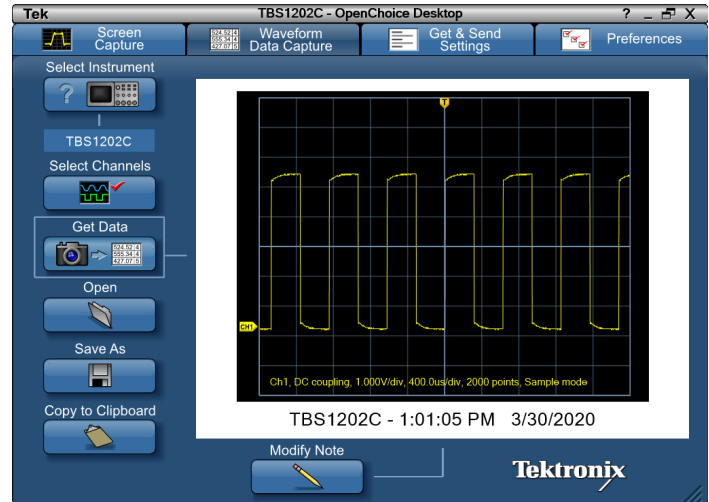 Tek
TBS1202C - OpenChoice Desktop
? _ X
Screen
Capture
Waveform
Data Capture
Get & Send
Settings
Preferences
Select Instrument
?
TBS1202C
Select Channels
Get Data
Open
Save As
Copy to Clipboard
T
CH1
Ch1, DC coupling, 1.000V/div, 400.0us/div, 2000 points, Sample mode
TBS1202C - 1:01:05 PM 3/30/2020
Modify Note
Tektronix